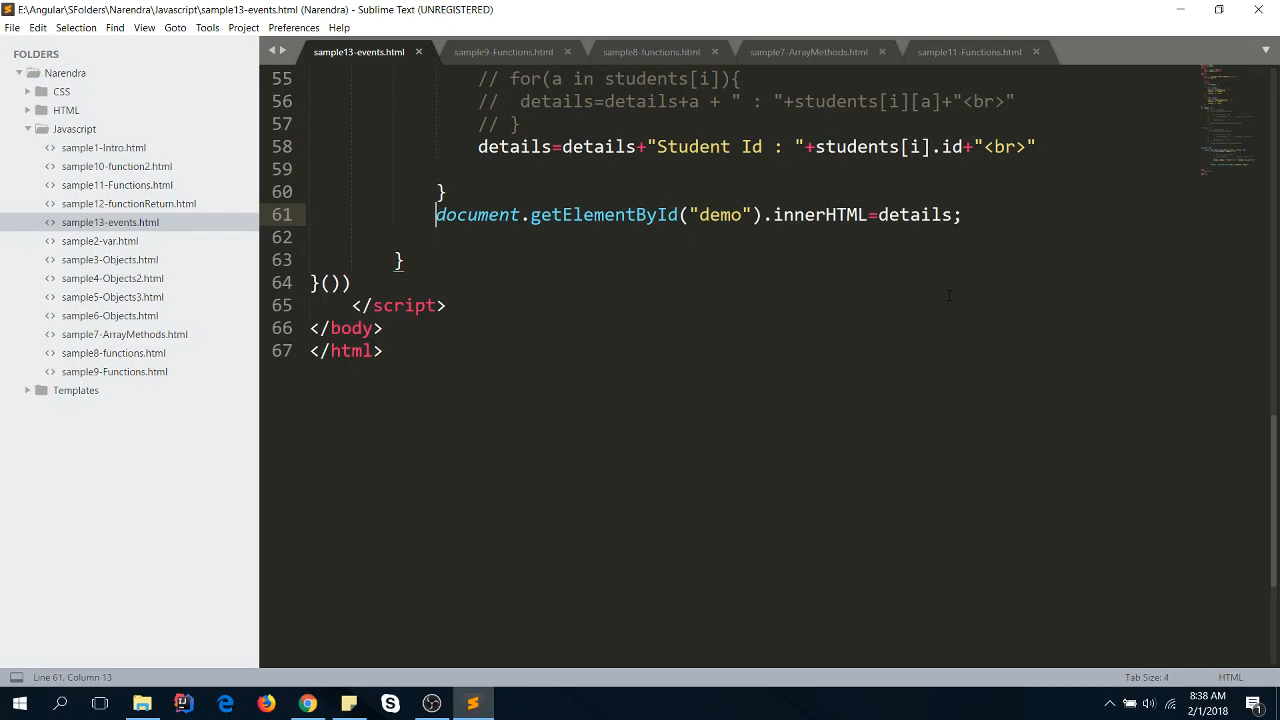 E:\Angular\SFolders\Narendra\Javascript\sample13-events.html (Narendra) - Sublime Text (UNREGISTERED)
File Edit Selection Find View Goto Tools Project Preferences Help
FOLDERS
Narendra
CSS
HTML
Javascript
sample1-Intro.html
sample10-function2.html
sample11-Functions.html
sample12-functionReturn.html
sample13-events.html
sample2-var.html
sample3-Objects.html
sample4-Objects2.html
sample5-Objects3.html
sample6-Objects.html
sample7-ArrayMethods.html
sample8-functions.html
sample9-Functions.html
Templates
sample13-events.html sample9-Functions.html sample8-functions.html sample7-ArrayMethods.html sample11-Functions.html
55 // for(a in students[i]){
56 // details=details+a + " : "+students[i][a]+"<br>"
57 // }
58 details=details+"Student Id : "+students[i].id+"<br>"
59
60 }
61 document.getElementById("demo").innerHTML=details;
62
63 }
64 }())
65 </script>
66 </body>
67 </html>
Line 61, Column 13
Tab Size: 4
HTML
8:38 AM
2/1/2018